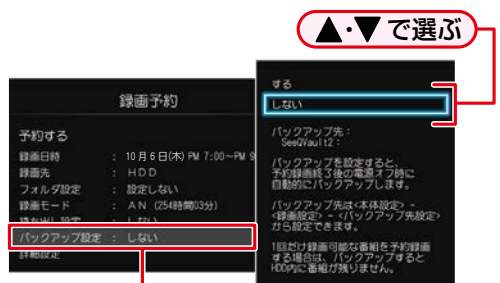 ▲・▼で選ぶ
録画予約
予約する
録画日時 : 10月6日(木) PM 7:00~PM 9
録画先 : HDD
フォルダ設定 : 設定しない
録画モード : AN (254時間03分)
持ち出し設定 : しない
バックアップ設定 : しない
詳細設定
する
しない
バックアップ先:
SeeQVault2:
バックアップを設定すると、
予約録画終了後の電源オフ時に
自動的にバックアップします。
バックアップ先は<本体設定> -
<録画設定> - <バックアップ先設定>
から設定できます。
1回だけ録画可能な番組を予約録画
する場合は、バックアップすると
HDD内に番組が残りません。